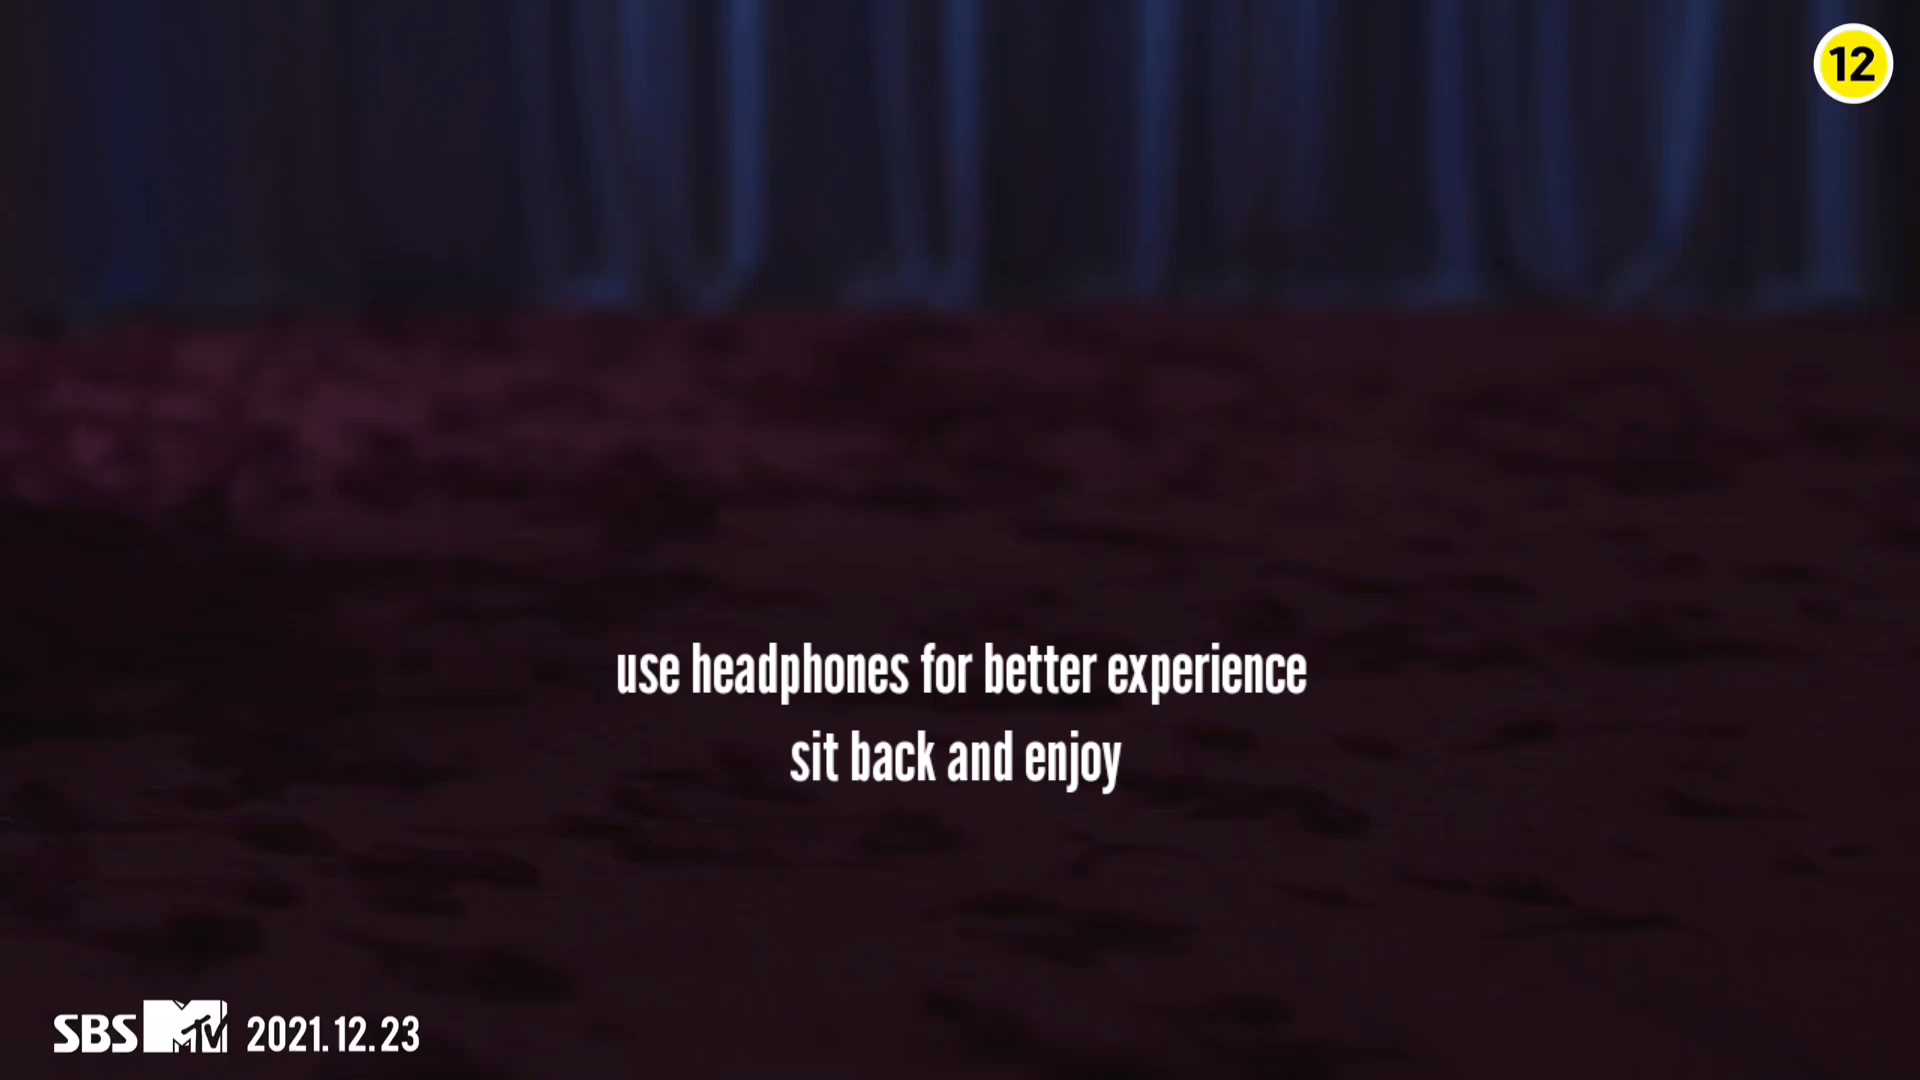 12
use headphones for better experience
sit back and enjoy
SBS MTV 2021.12.23